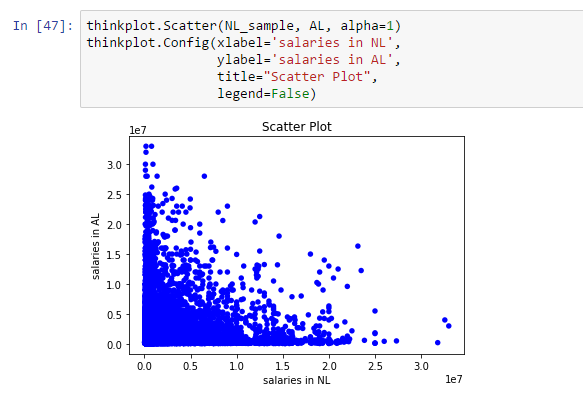 In [47]: thinkplot.Scatter(NL_sample, AL, alpha=1)
thinkplot.Config(xlabel='salaries in NL',
ylabel='salaries in AL',
title="Scatter Plot",
legend=False)
Scatter Plot
1e7
3.0
2.5
2.0
1.5
1.0
0.5
0.0
salaries in AL
0.0 0.5 1.0 1.5 2.0 2.5 3.0
salaries in NL
1e7